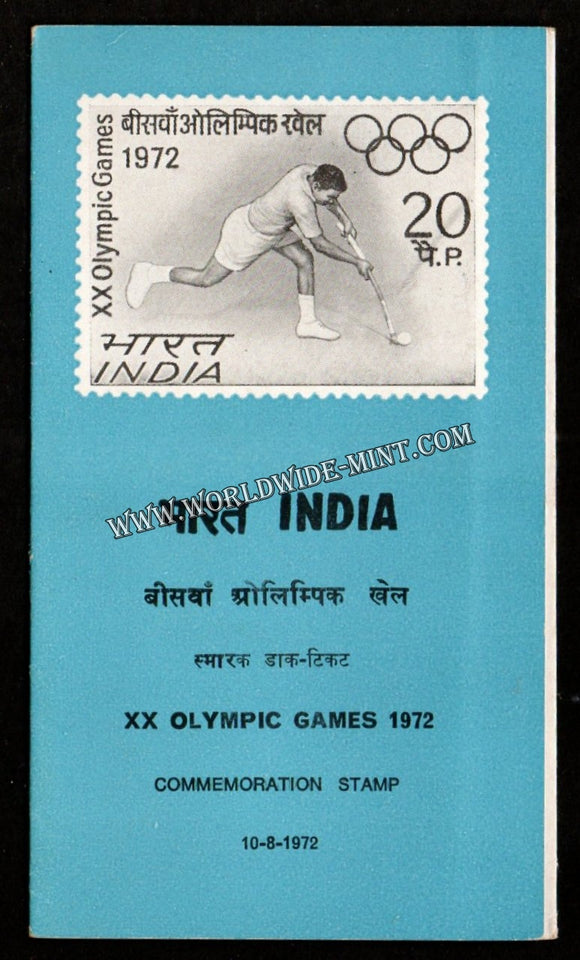 XX Olympic Games
बीसवाँ ओलिम्पिक खेल
1972
20
पै.P.
भारत
INDIA
WWW.WORLDWIDE-MINT.COM
भारत INDIA
बीसवाँ ओलिम्पिक खेल
स्मारक डाक-टिकट
XX OLYMPIC GAMES 1972
COMMEMORATION STAMP
10-8-1972